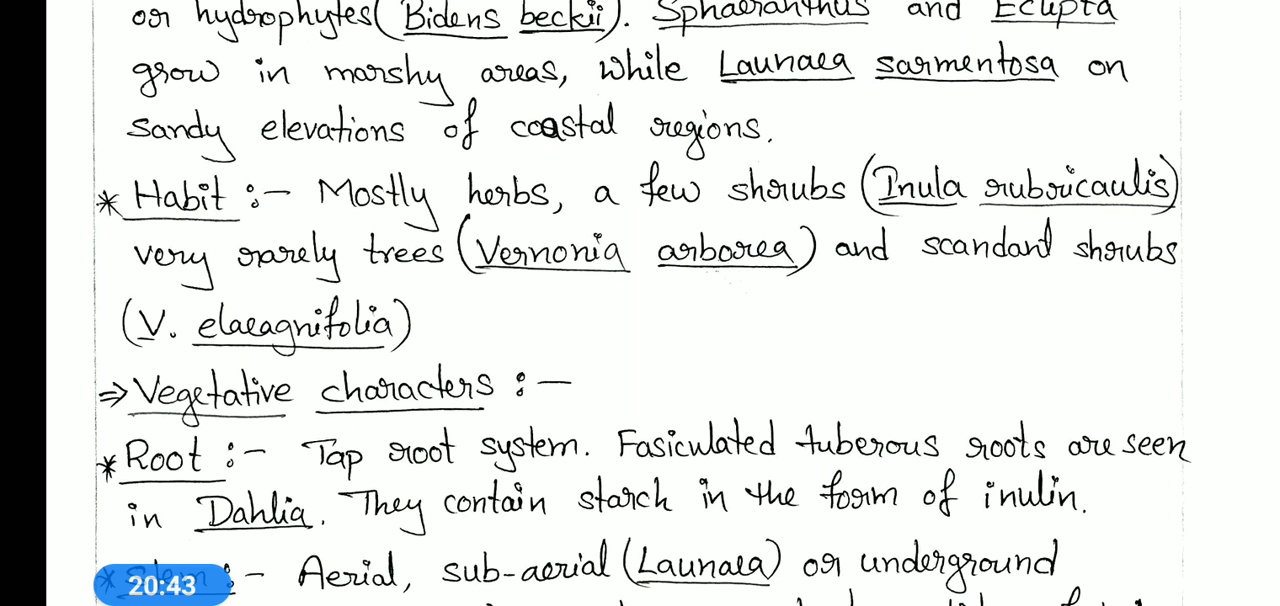 or hydrophytes (Bidens beckii). Sphaeranthus and Eclipta
grow in marshy areas, while Launaea sarmentosa on
sandy elevations of coastal regions.
* Habit :- Mostly herbs, a few shrubs (Inula rubricaulis)
very rarely trees (Vernonia arborea) and scandant shrubs
(V. elaeagnifolia)
⇒ Vegetative characters :-
* Root :- Tap root system. Fasiculated tuberous roots are seen
in Dahlia. They contain starch in the form of inulin.
* Stem :- Aerial, sub-aerial (Launaea) or underground
20:43